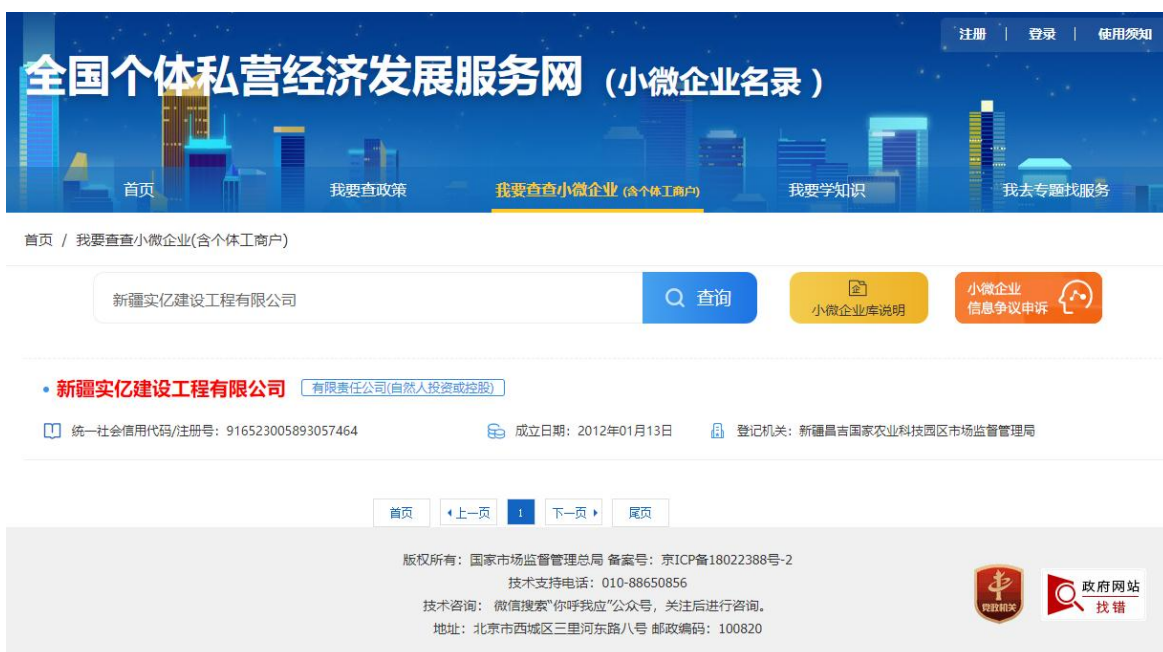 注册 | 登录 | 使用须知
全国个体私营经济发展服务网（小微企业名录）
首页 我要查政策 我要查查小微企业 (含个体工商户) 我要学知识 我去专题找服务
首页 / 我要查查小微企业(含个体工商户)
新疆实亿建设工程有限公司 查询 小微企业库说明 小微企业
信息争议申诉
新疆实亿建设工程有限公司 有限责任公司(自然人投资或控股)
统一社会信用代码/注册号：916523005893057464 成立日期：2012年01月13日 登记机关：新疆昌吉国家农业科技园区市场监督管理局
首页 上一页 1 下一页 尾页
版权所有：国家市场监督管理总局 备案号：京ICP备18022388号-2
技术支持电话：010-88650856
技术咨询： 微信搜索“你呼我应”公众号，关注后进行咨询。
地址：北京市西城区三里河东路八号 邮政编码：100820
党政机关
政府网站
找错